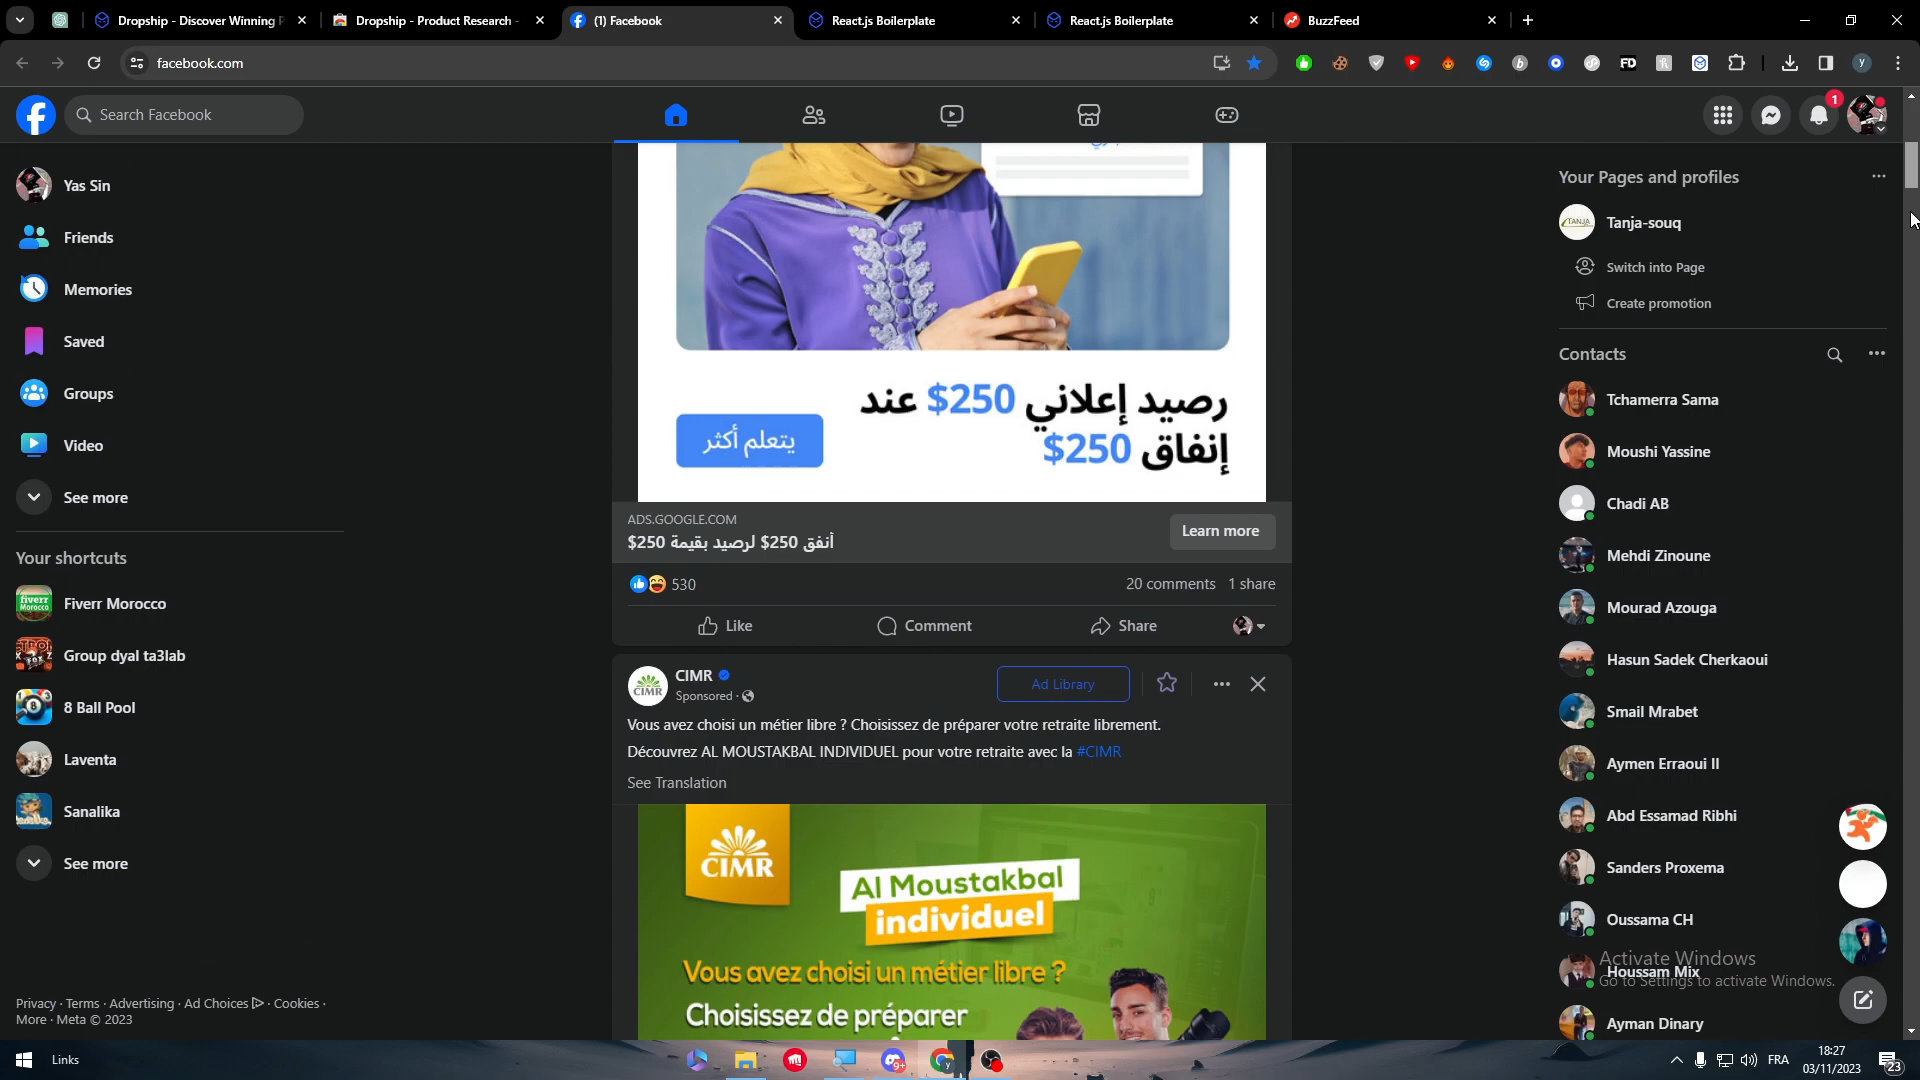 Dropship - Discover Winning P
Dropship - Product Research -
(1) Facebook
React.js Boilerplate
React.js Boilerplate
BuzzFeed
facebook.com
FD
y
Search Facebook
1
Yas Sin
Friends
Memories
Saved
Groups
Video
See more
Your shortcuts
Fiverr Morocco
Group dyal ta3lab
8 Ball Pool
Laventa
Sanalika
See more
Privacy · Terms · Advertising · Ad Choices · Cookies ·
More · Meta © 2023
رصيد إعلاني 250$ عند
إنفاق 250$
يتعلم أكثر
ADS.GOOGLE.COM
أنفق 250$ لرصيد بقيمة 250$
Learn more
530
20 comments 1 share
Like
Comment
Share
CIMR
CIMR
Sponsored ·
Ad Library
Vous avez choisi un métier libre ? Choisissez de préparer votre retraite librement.
Découvrez AL MOUSTAKBAL INDIVIDUEL pour votre retraite avec la #CIMR
See Translation
CIMR
Al Moustakbal
individuel
Vous avez choisi un métier libre ?
Choisissez de préparer
Your Pages and profiles
TANJA
Tanja-souq
Switch into Page
Create promotion
Contacts
Tchamerra Sama
Moushi Yassine
Chadi AB
Mehdi Zinoune
Mourad Azouga
Hasun Sadek Cherkaoui
Smail Mrabet
Aymen Erraoui II
Abd Essamad Ribhi
Sanders Proxema
Oussama CH
Houssam Mix
Ayman Dinary
Activate Windows
Go to Settings to activate Windows.
Links
9+
FRA
18:27
03/11/2023
23